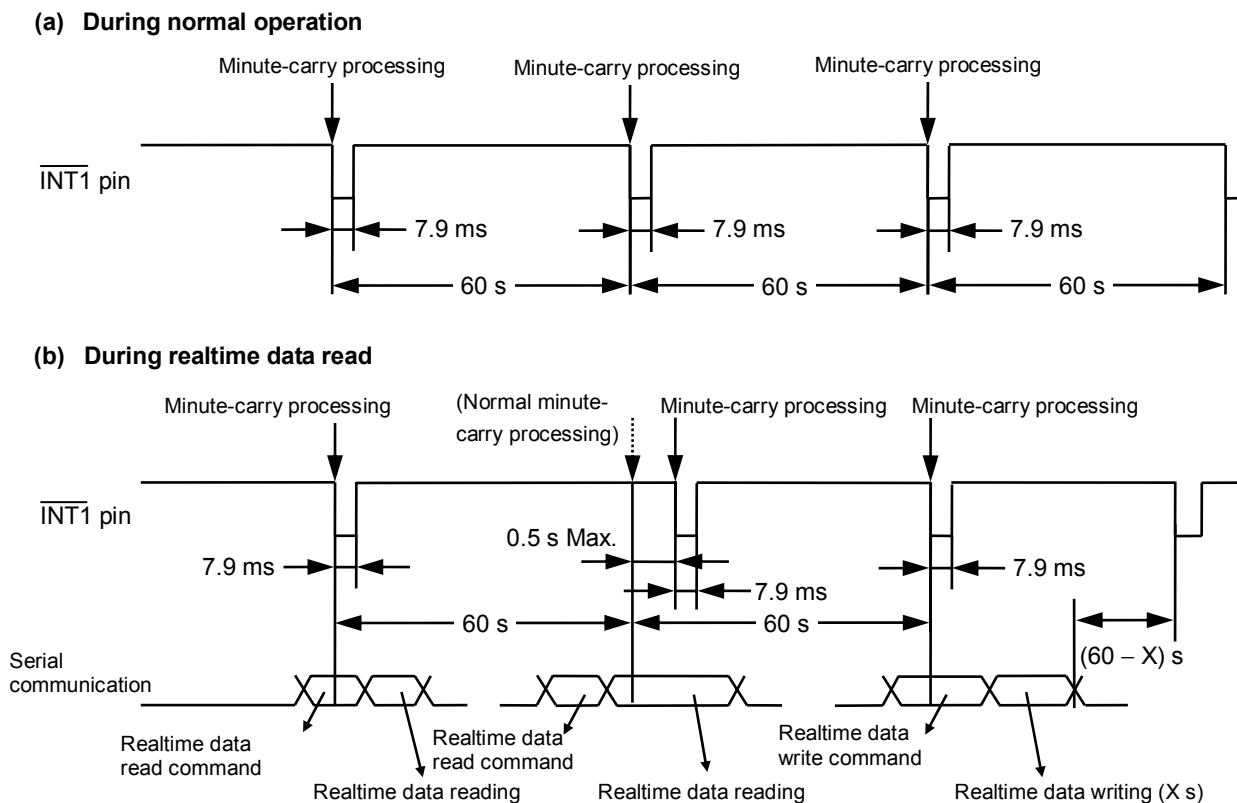 (a) During normal operation
Minute-carry processing
Minute-carry processing
Minute-carry processing
INT1 pin
7.9 ms
7.9 ms
7.9 ms
60 s
60 s
60 s
(b) During realtime data read
Minute-carry processing
(Normal minute-
carry processing)
Minute-carry processing
Minute-carry processing
INT1 pin
0.5 s Max.
7.9 ms
7.9 ms
7.9 ms
60 s
60 s
(60 – X) s
Serial
communication
Realtime data
read command
Realtime data reading
Realtime data
read command
Realtime data reading
Realtime data
write command
Realtime data writing (X s)